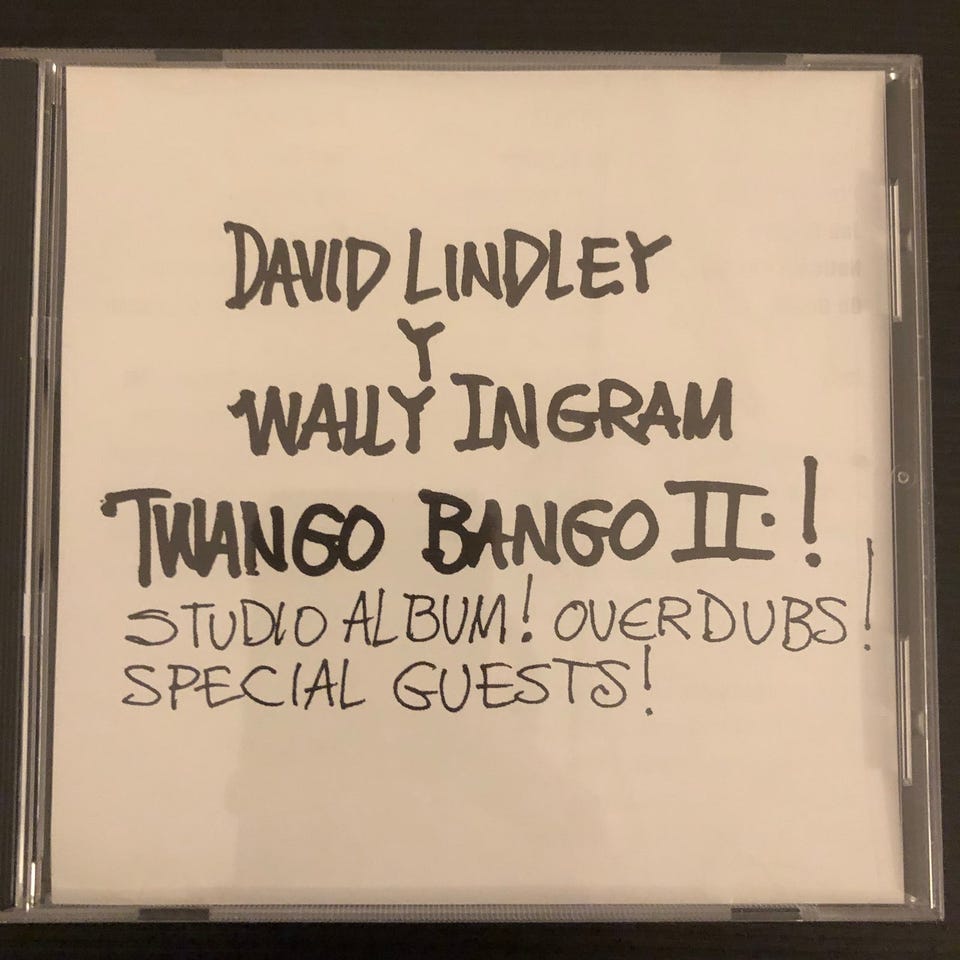 DAVID LINDLEY
Y
WALLY INGRAM
TWANGO BANGO II.!
STUDIO ALBUM! OVERDUBS!
SPECIAL GUESTS!